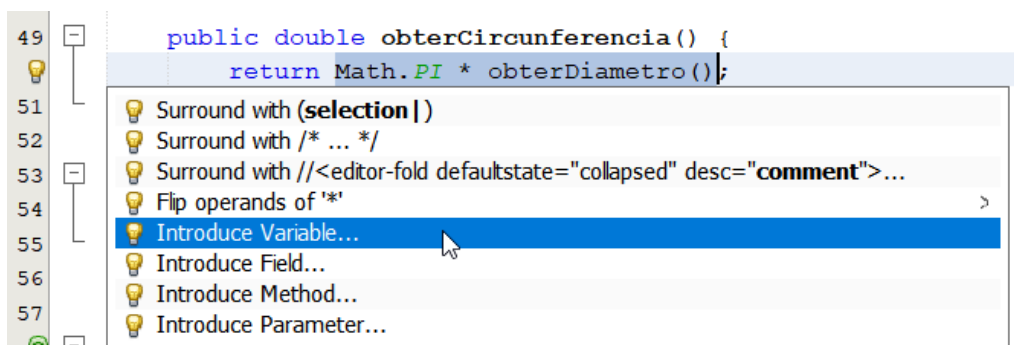 49 public double obterCircunferencia() {
return Math.PI * obterDiametro();
51 Surround with (selection|)
52 Surround with /* ... */
53 Surround with //<editor-fold defaultstate="collapsed" desc="comment">...
54 Flip operands of '*'
55 Introduce Variable...
56 Introduce Field...
Introduce Method...
57 Introduce Parameter...